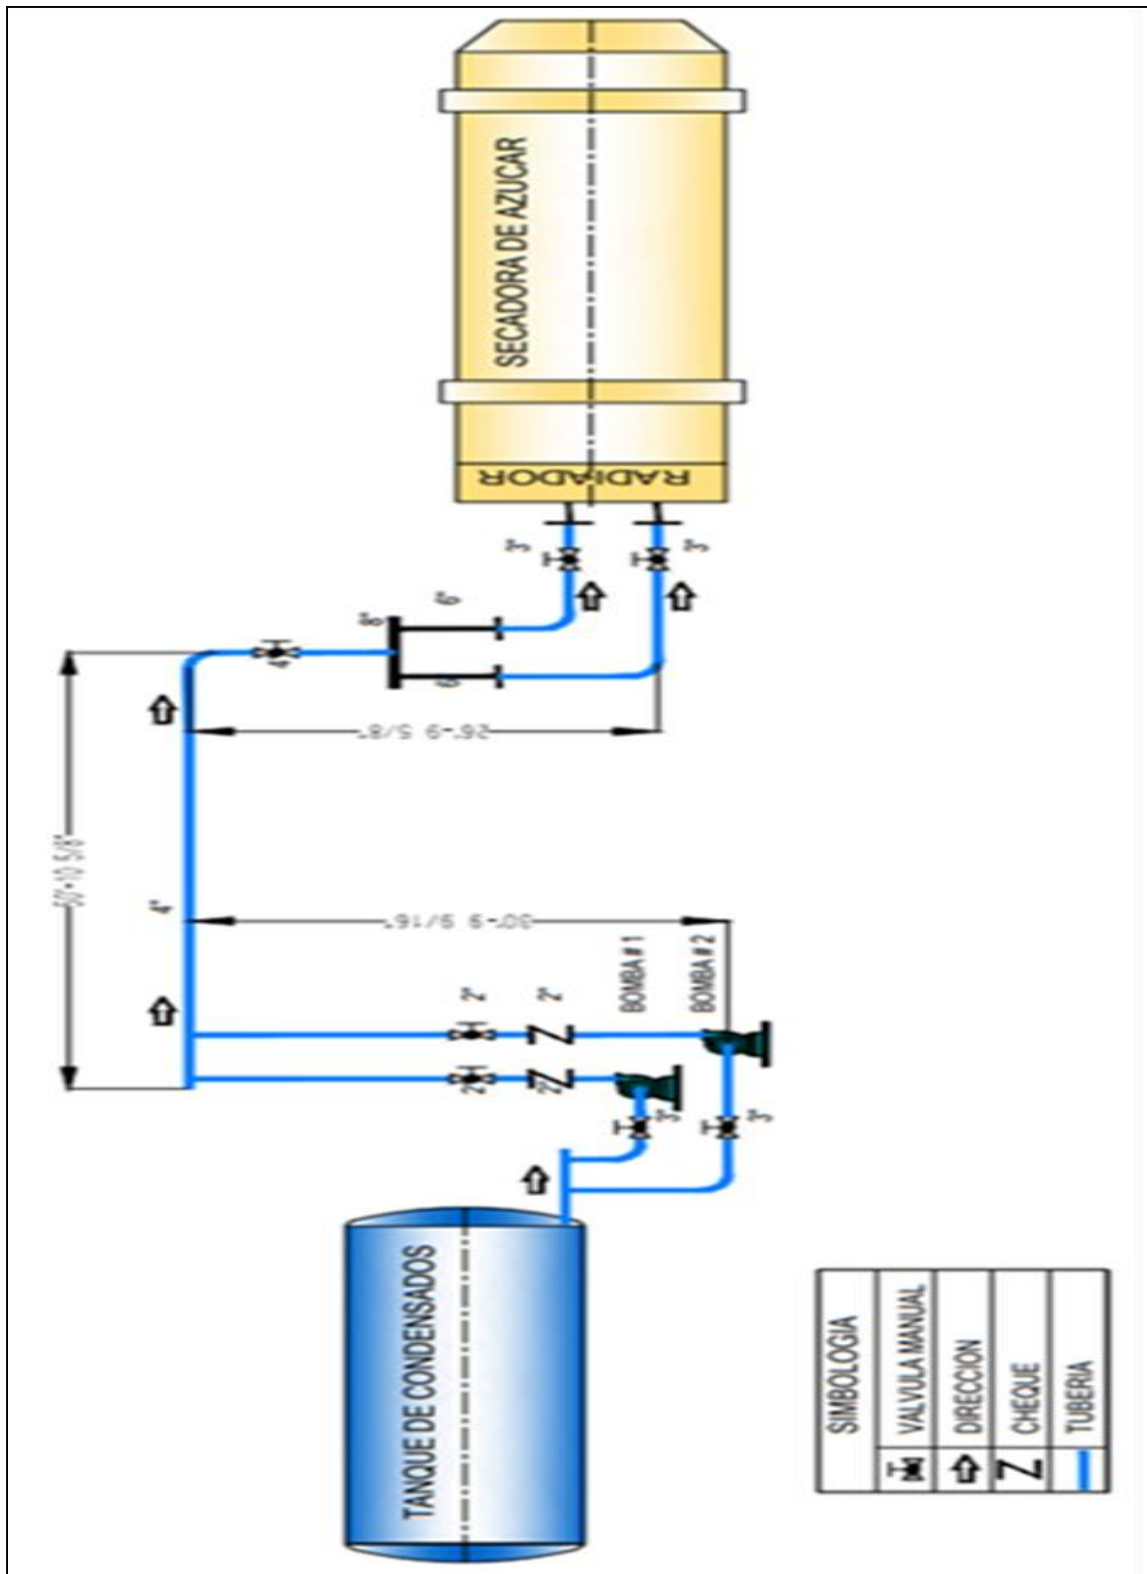 SECADORA DE AZUCAR
RADIADOR
3"
3"
8"
6"
6"
4"
26'-9 5/8"
4"
30'-9 9/16"
BOMBA # 1
BOMBA # 2
2"
2"
2"
2"
3"
3"
TANQUE DE CONDENSADOS
SIMBOLOGIA
VALVULA MANUAL
DIRECCION
CHEQUE
TUBERIA